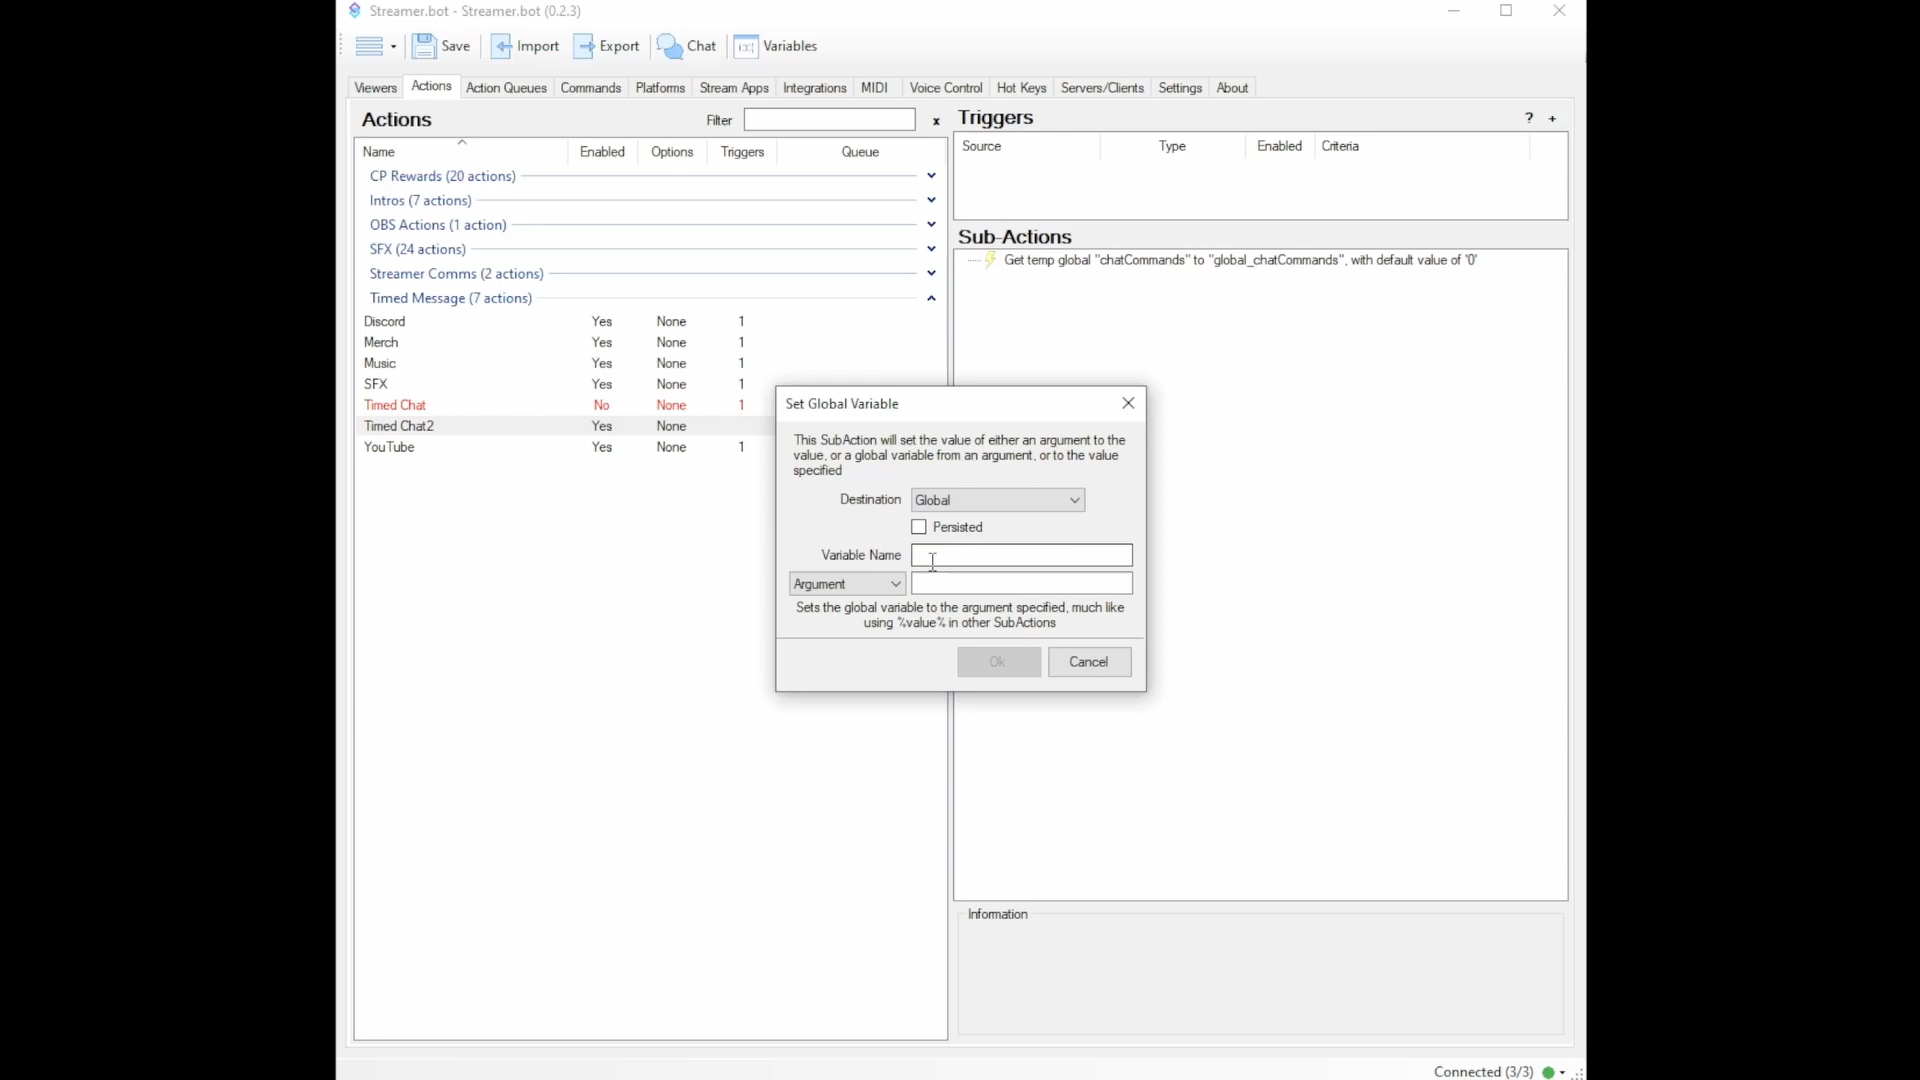 Streamer.bot - Streamer.bot (0.2.3)
Save Import Export Chat Variables
Viewers Actions Action Queues Commands Platforms Stream Apps Integrations MIDI Voice Control Hot Keys Servers/Clients Settings About
Actions Filter x
Name Enabled Options Triggers Queue
CP Rewards (20 actions)
Intros (7 actions)
OBS Actions (1 action)
SFX (24 actions)
Streamer Comms (2 actions)
Timed Message (7 actions)
Discord Yes None 1
Merch Yes None 1
Music Yes None 1
SFX Yes None 1
Timed Chat No None 1
Timed Chat2 Yes None
YouTube Yes None 1
Triggers ? +
Source Type Enabled Criteria
Sub-Actions
Get temp global "chatCommands" to "global_chatCommands", with default value of '0'
Set Global Variable
This SubAction will set the value of either an argument to the
value, or a global variable from an argument, or to the value
specified
Destination Global
Persisted
Variable Name
Argument
Sets the global variable to the argument specified, much like
using %value% in other SubActions
Ok Cancel
Information
Connected (3/3)